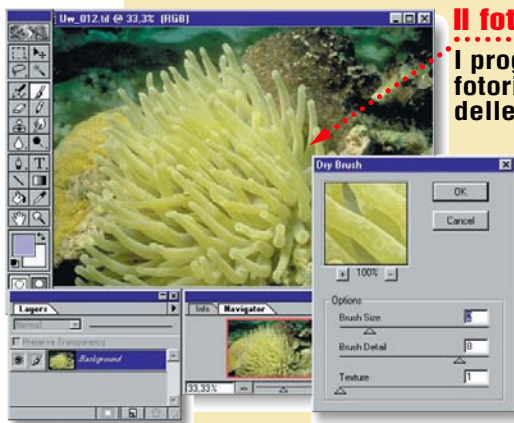 Uw_012.tif @ 33,3% (RGB)
Il fot
I prog
fotori
delle
Dry Brush
OK
Cancel
100%
Options
Brush Size
Brush Detail 8
Texture 1
Layers
Normal
Preserve Transparency
Background
Info Navigator
33,33%
T